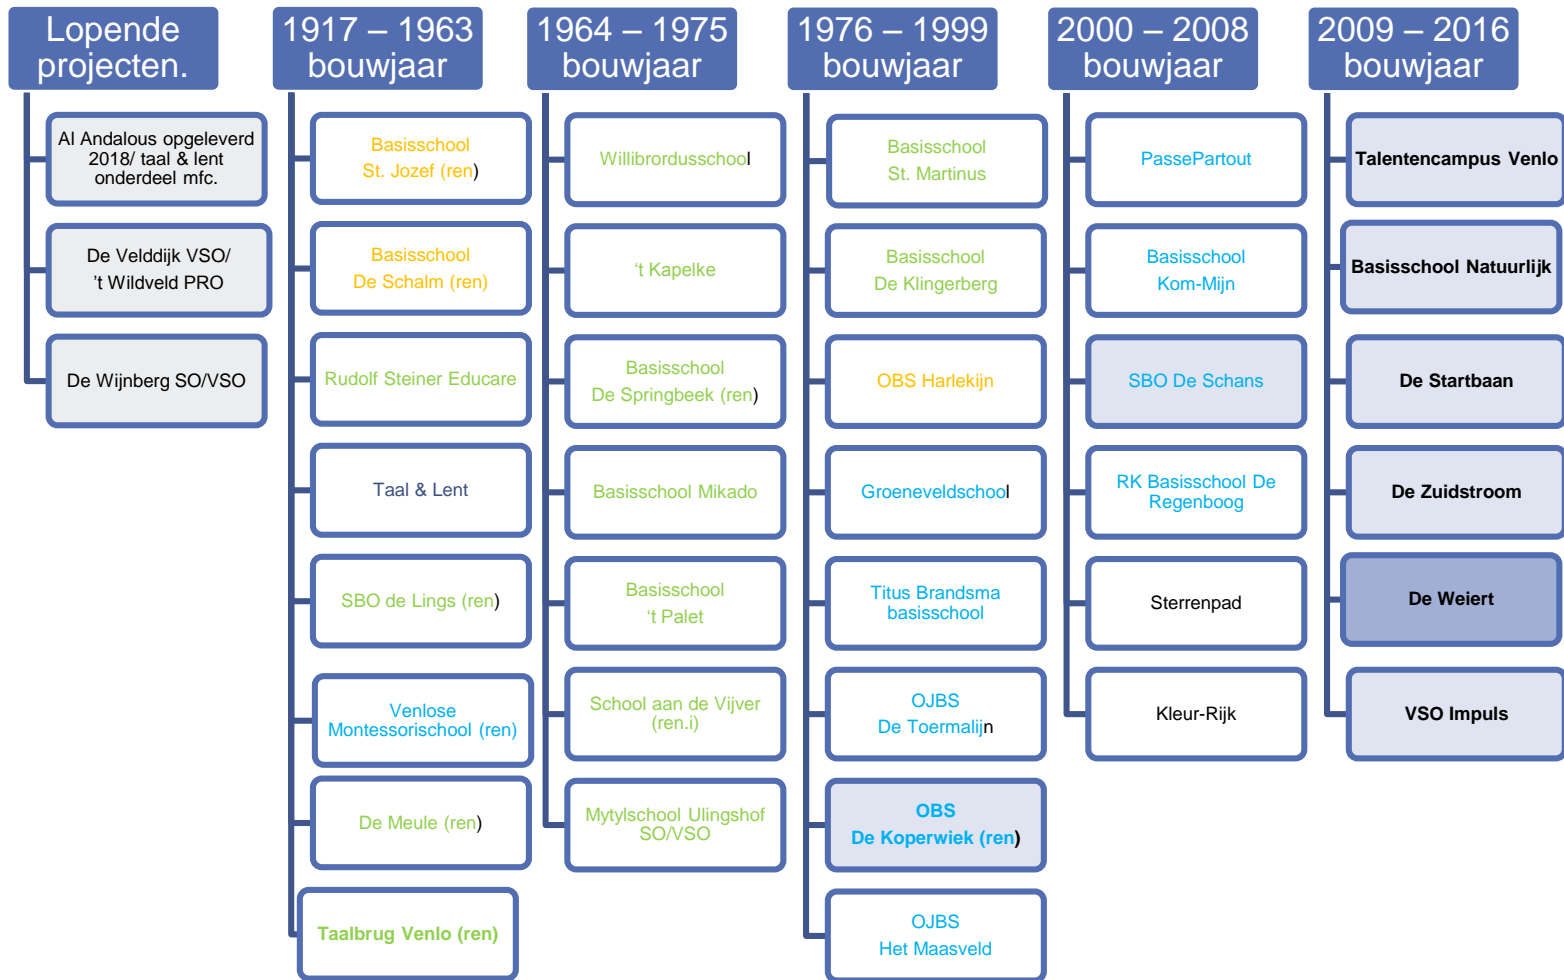 Lopende
projecten.
Al Andalous opgeleverd
2018/ taal & lent
onderdeel mfc.
De Velddijk VSO/
't Wildveld PRO
De Wijnberg SO/VSO
1917 – 1963
bouwjaar
Basisschool
St. Jozef (ren)
Basisschool
De Schalm (ren)
Rudolf Steiner Educare
Taal & Lent
SBO de Lings (ren)
Venlose
Montessorischool (ren)
De Meule (ren)
Taalbrug Venlo (ren)
1964 – 1975
bouwjaar
Willibrordusschool
‘t Kapelke
Basisschool
De Springbeek (ren)
Basisschool Mikado
Basisschool
‘t Palet
School aan de Vijver
(ren.i)
Mytylschool Ulingshof
SO/VSO
1976 – 1999
bouwjaar
Basisschool
St. Martinus
Basisschool
De Klingerberg
OBS Harlekijn
Groeneveldschool
Titus Brandsma
basisschool
OJBS
De Toermalijn
OBS
De Koperwiek (ren)
OJBS
Het Maasveld
2000 – 2008
bouwjaar
PassePartout
Basisschool
Kom-Mijn
SBO De Schans
RK Basisschool De
Regenboog
Sterrenpad
Kleur-Rijk
2009 – 2016
bouwjaar
Talentencampus Venlo
Basisschool Natuurlijk
De Startbaan
De Zuidstroom
De Weiert
VSO Impuls